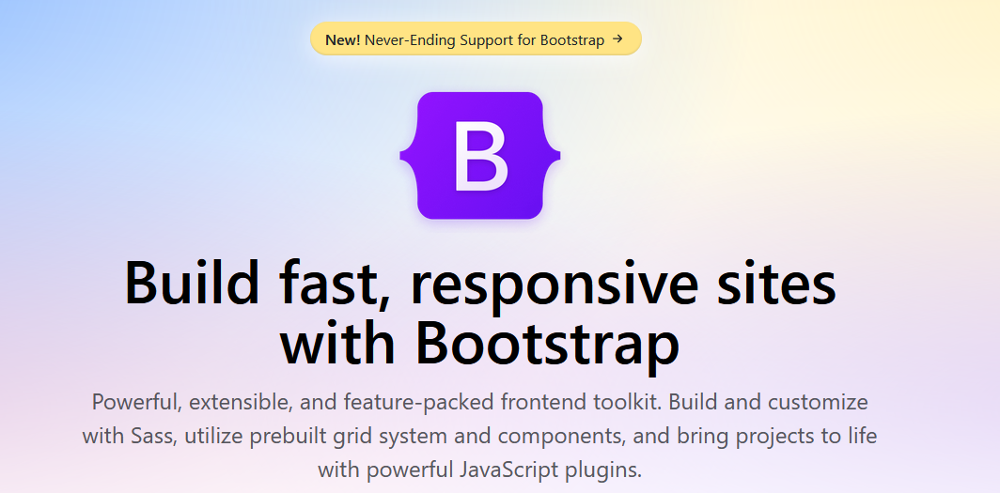 New! Never-Ending Support for Bootstrap →
B
Build fast, responsive sites
with Bootstrap
Powerful, extensible, and feature-packed frontend toolkit. Build and customize
with Sass, utilize prebuilt grid system and components, and bring projects to life
with powerful JavaScript plugins.